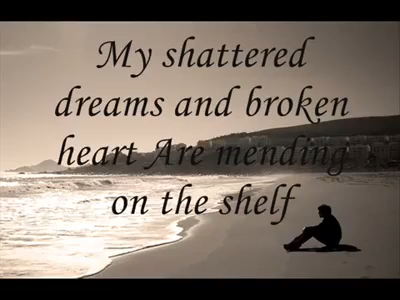 My shattered
dreams and broken
heart Are mending
on the shelf